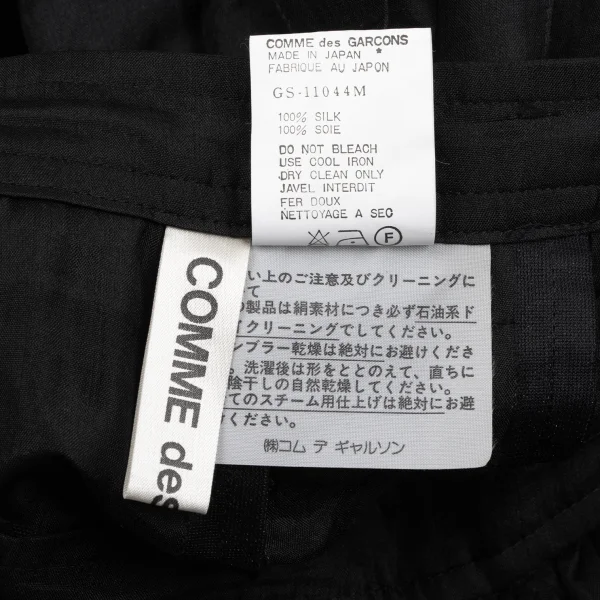 COMME des GARCONS
MADE IN JAPAN *
FABRIQUE AU JAPON
GS-11044M
100% SILK
100% SOIE
DO NOT BLEACH
USE COOL IRON
DRY CLEAN ONLY
JAVEL INTERDIT
FER DOUX
NETTOYAGE A SEC
F
COMME des
い上のご注意及びクリーニングに
て
の製品は絹素材につき必ず石油系ド
イクリーニングでしてください。
ンブラー乾燥は絶対にお避けくださ
。洗濯後は形をととのえて、直ちに
陰干しの自然乾燥してください。
てのスチーム用仕上げは絶対にお避
㈱コム デ ギャルソン